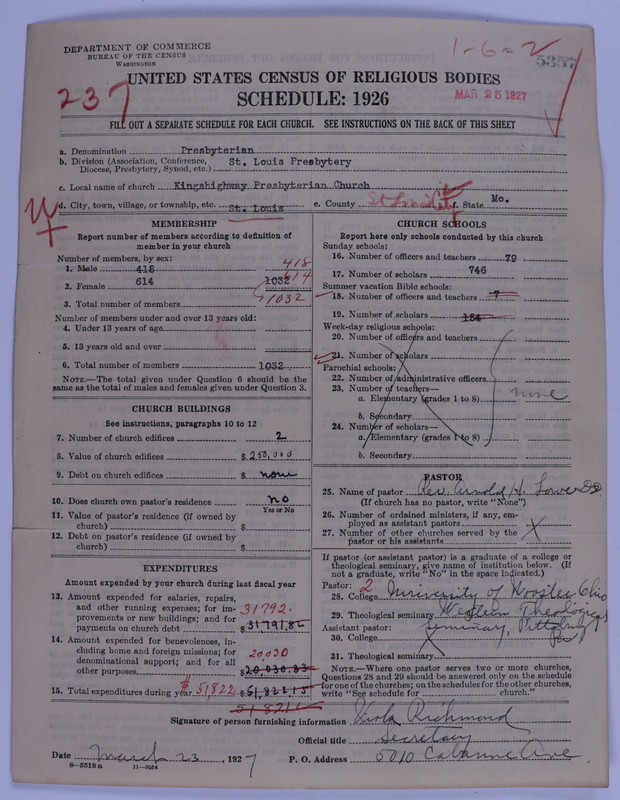 DEPARTMENT OF COMMERCE
BUREAU OF THE CENSUS
WASHINGTON
1-6=2
5357
UNITED STATES CENSUS OF RELIGIOUS BODIES
237
SCHEDULE: 1926
MAR 25 1927
FILL OUT A SEPARATE SCHEDULE FOR EACH CHURCH. SEE INSTRUCTIONS ON THE BACK OF THIS SHEET
a. Denomination Presbyterian
b. Division (Association, Conference, Diocese, Presbytery, Synod, etc.) St. Louis Presbytery
c. Local name of church Kingshighway Presbyterian Church
d. City, town, village, or township, etc. St. Louis e. County St Louis f. State Mo.
MEMBERSHIP
Report number of members according to definition of
member in your church
Number of members, by sex:
1. Male 418 418
2. Female 614 1032 614
3. Total number of members 1032
Number of members under and over 13 years old:
4. Under 13 years of age
5. 13 years old and over
6. Total number of members 1032
NOTE.—The total given under Question 6 should be the
same as the total of males and females given under Question 3.
CHURCH BUILDINGS
See instructions, paragraphs 10 to 12
7. Number of church edifices 2
8. Value of church edifices $250,000
9. Debt on church edifices $ none
10. Does church own pastor's residence no
Yes or No
11. Value of pastor's residence (if owned by
church) $
12. Debt on pastor's residence (if owned by
church) $
EXPENDITURES
Amount expended by your church during last fiscal year
13. Amount expended for salaries, repairs,
and other running expenses; for im-
provements or new buildings; and for
payments on church debt 31792. $31,791.82
14. Amount expended for benevolences, in-
cluding home and foreign missions; for
denominational support; and for all
other purposes 20,030 $20,030.33
15. Total expenditures during year $51,822 $51,822.15
CHURCH SCHOOLS
Report here only schools conducted by this church
Sunday schools:
16. Number of officers and teachers 79
17. Number of scholars 746
Summer vacation Bible schools:
18. Number of officers and teachers 7
19. Number of scholars
Week-day religious schools:
20. Number of officers and teachers
21. Number of scholars
Parochial schools:
22. Number of administrative officers
23. Number of teachers—
a. Elementary (grades 1 to 8) none
b. Secondary
24. Number of scholars—
a. Elementary (grades 1 to 8)
b. Secondary
PASTOR
25. Name of pastor Rev. Arnold H. Lowe DD
(If church has no pastor, write "None")
26. Number of ordained ministers, if any, em-
ployed as assistant pastors
27. Number of other churches served by the
pastor or his assistants
If pastor (or assistant pastor) is a graduate of a college or
theological seminary, give name of institution below. (If
not a graduate, write "No" in the space indicated.)
Pastor: 2
28. College University of Wooster Ohio
29. Theological seminary Western Theological
Assistant pastor: Seminary, Pittsburg
30. College
31. Theological seminary
NOTE.—Where one pastor serves two or more churches,
Questions 28 and 29 should be answered only on the schedule
for one of the churches; on the schedules for the other churches,
write "See schedule for church."
Signature of person furnishing information Viola Richmond
Official title Secretary
Date March 23, 1927 P. O. Address 5010 Cabanne Ave
8—5518a 11—9054